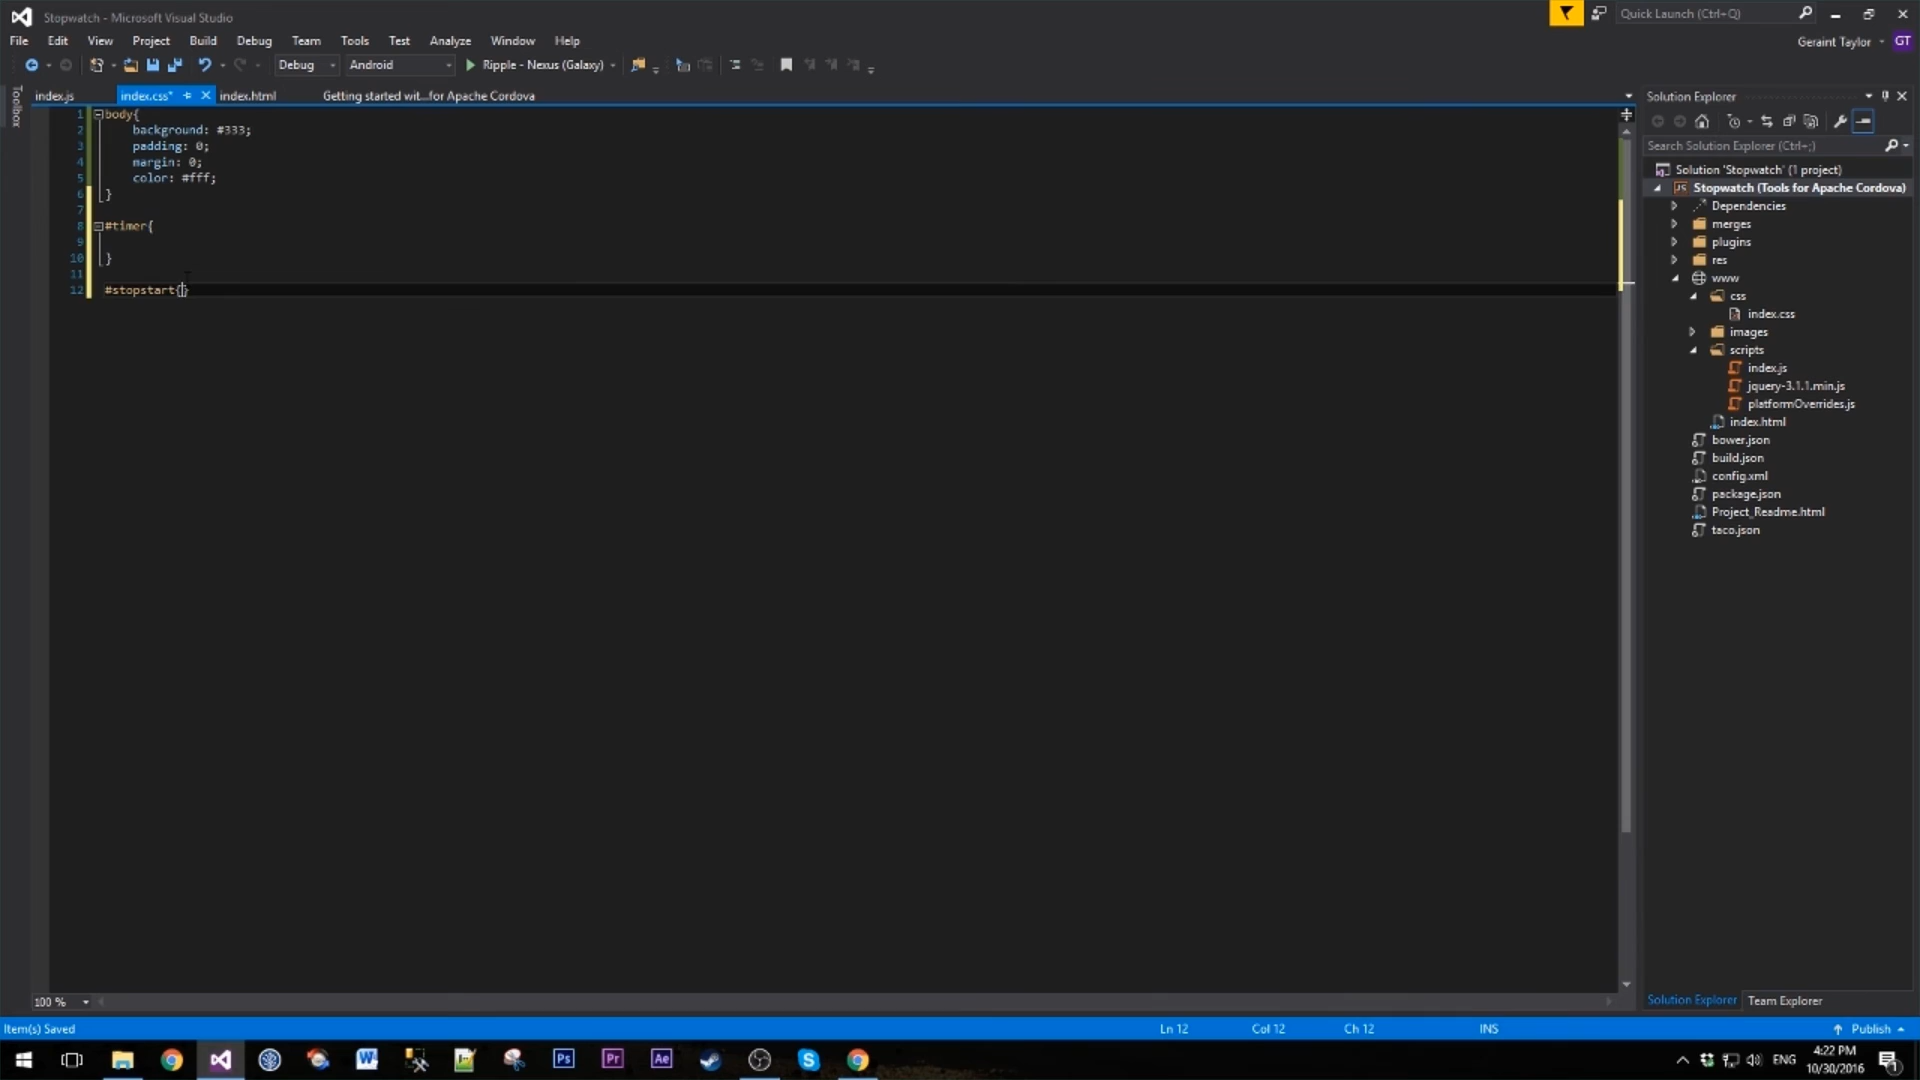 Stopwatch - Microsoft Visual Studio
Quick Launch (Ctrl+Q)
File Edit View Project Build Debug Team Tools Test Analyze Window Help
Geraint Taylor GT
Debug Android Ripple - Nexus (Galaxy)
Toolbox
index.js index.css* index.html Getting started wit...for Apache Cordova
1 body{
2 background: #333;
3 padding: 0;
4 margin: 0;
5 color: #fff;
6 }
7
8 #timer{
9
10 }
11
12 #stopstart{}
Solution Explorer
Search Solution Explorer (Ctrl+;)
Solution 'Stopwatch' (1 project)
Stopwatch (Tools for Apache Cordova)
Dependencies
merges
plugins
res
www
css
index.css
images
scripts
index.js
jquery-3.1.1.min.js
platformOverrides.js
index.html
bower.json
build.json
config.xml
package.json
Project_Readme.html
taco.json
100 %
Solution Explorer Team Explorer
Item(s) Saved Ln 12 Col 12 Ch 12 INS Publish
Ps Pr Ae
ENG 4:22 PM
10/30/2016